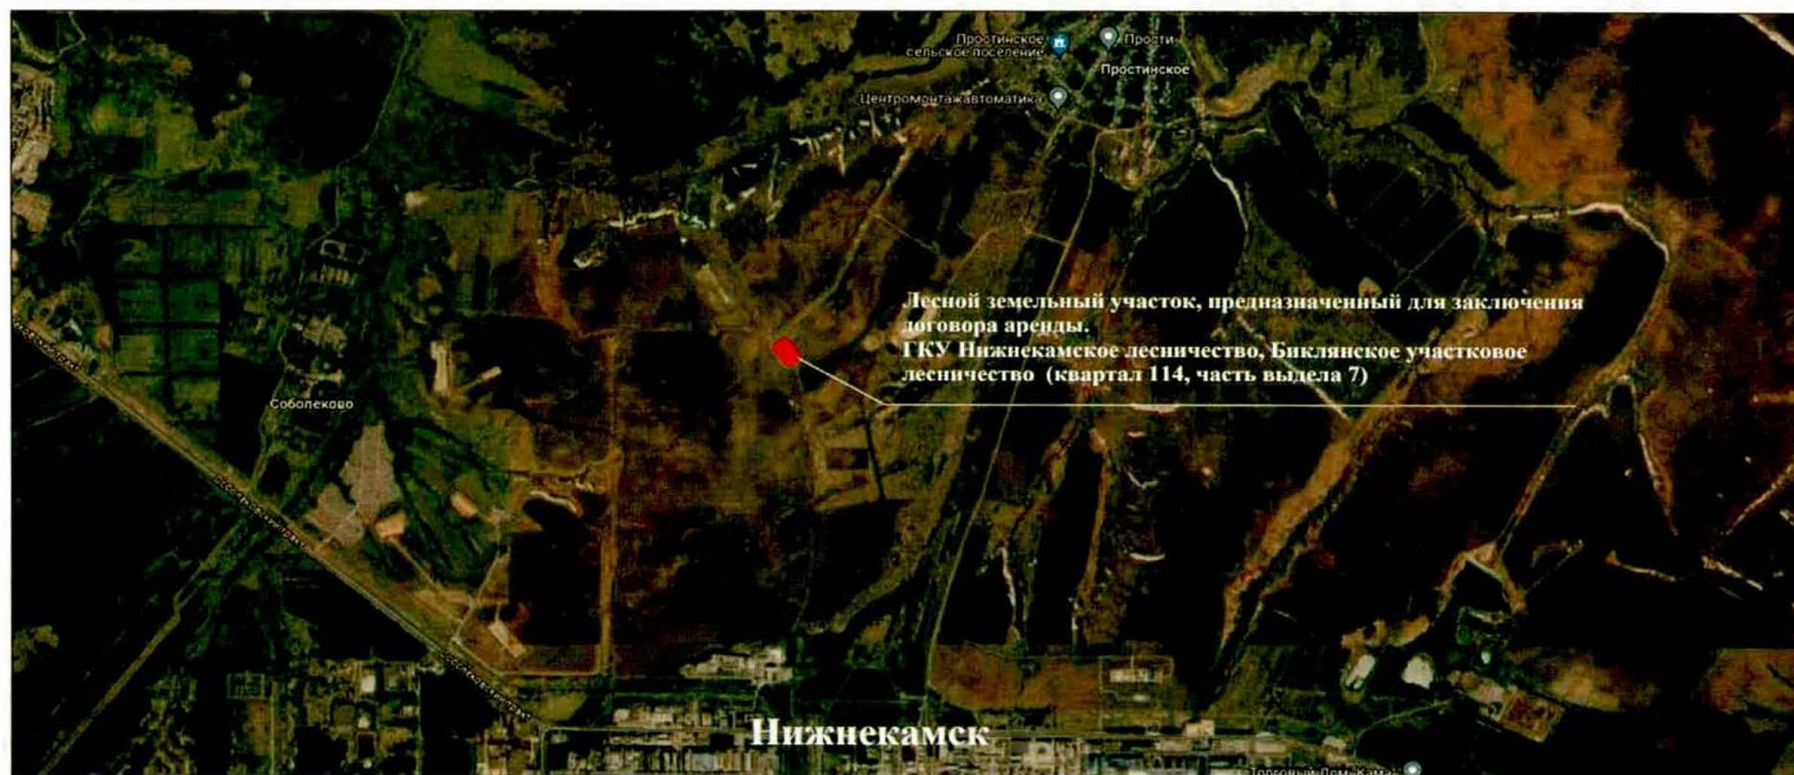 Простинское
сельское поселение
Прости
Простинское
Центромонтажавтоматика
Лесной земельный участок, предназначенный для заключения
договора аренды.
ГКУ Нижнекамское лесничество, Биклянское участковое
лесничество (квартал 114, часть выдела 7)
Соболеково
Нижнекамск
Торговый Дом "Кама"